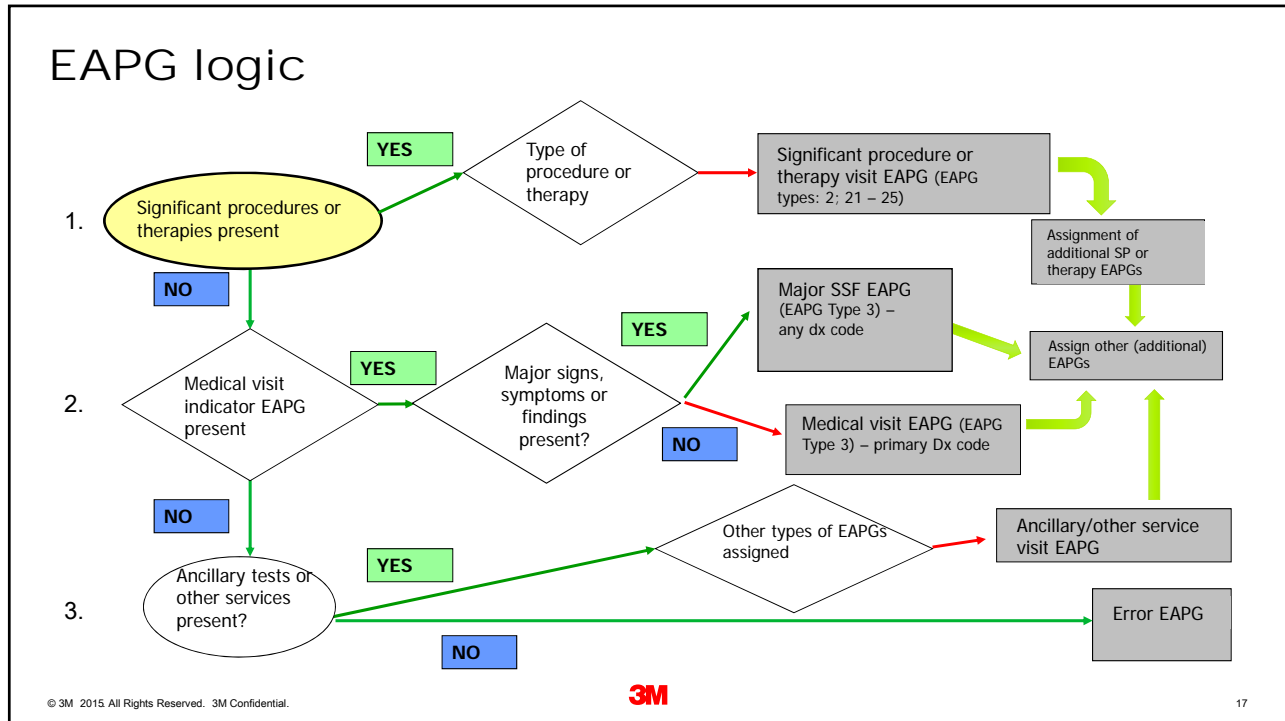 EAPG logic
YES
Type of
procedure or
therapy
Significant procedure or
therapy visit EAPG (EAPG
types: 2; 21 – 25)
1.
Significant procedures or
therapies present
Assignment of
additional SP or
therapy EAPGs
NO
Major SSF EAPG
(EAPG Type 3) –
any dx code
YES
YES
Assign other (additional)
EAPGs
2.
Medical visit
indicator EAPG
present
Major signs,
symptoms or
findings
present?
NO
Medical visit EAPG (EAPG
Type 3) – primary Dx code
NO
Other types of EAPGs
assigned
Ancillary/other service
visit EAPG
YES
3.
Ancillary tests or
other services
present?
Error EAPG
NO
© 3M 2015. All Rights Reserved. 3M Confidential.
3M
17